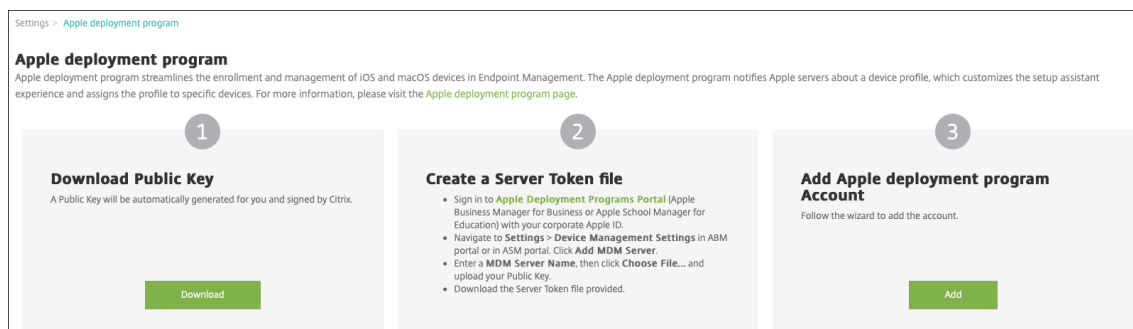 Settings > Apple deployment program
Apple deployment program
Apple deployment program streamlines the enrollment and management of iOS and macOS devices in Endpoint Management. The Apple deployment program notifies Apple servers about a device profile, which customizes the setup assistant
experience and assigns the profile to specific devices. For more information, please visit the Apple deployment program page.
1
Download Public Key
A Public Key will be automatically generated for you and signed by Citrix.
Download
2
Create a Server Token file
• Sign in to Apple Deployment Programs Portal (Apple
Business Manager for Business or Apple School Manager for
Education) with your corporate Apple ID.
• Navigate to Settings > Device Management Settings in ABM
portal or in ASM portal. Click Add MDM Server.
• Enter a MDM Server Name, then click Choose File... and
upload your Public Key.
• Download the Server Token file provided.
3
Add Apple deployment program
Account
Follow the wizard to add the account.
Add